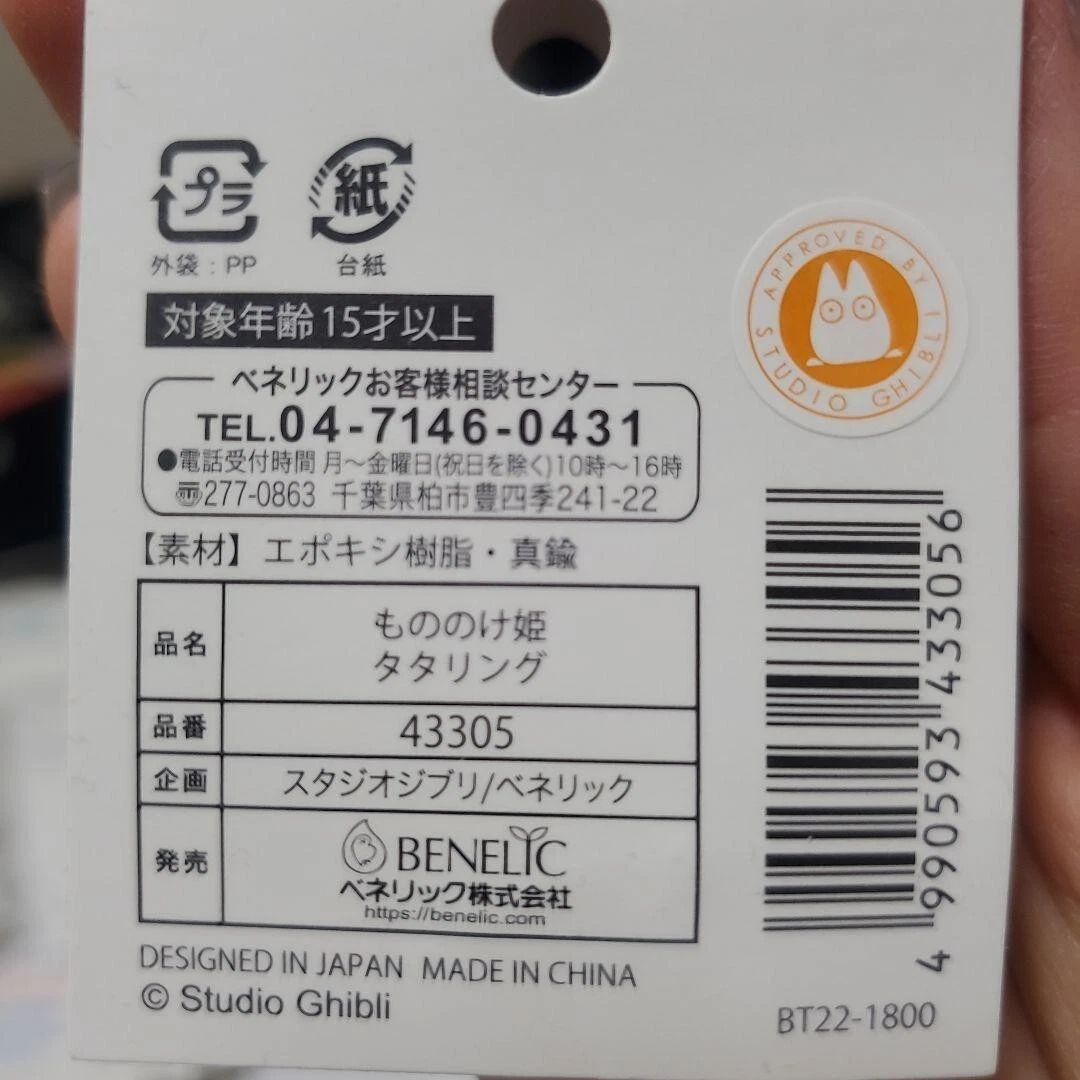 プラ
紙
外袋：PP
台紙
APPROVED BY STUDIO GHIBLI
対象年齢15才以上
ベネリックお客様相談センター
TEL.04-7146-0431
●電話受付時間 月～金曜日(祝日を除く)10時～16時
〠277-0863 千葉県柏市豊四季241-22
【素材】エポキシ樹脂・真鍮
品名
もののけ姫
タタリング
品番
43305
企画
スタジオジブリ/ベネリック
発売
BENELIC
ベネリック株式会社
https://benelic.com
DESIGNED IN JAPAN MADE IN CHINA
© Studio Ghibli
4 990593 433056
BT22-1800